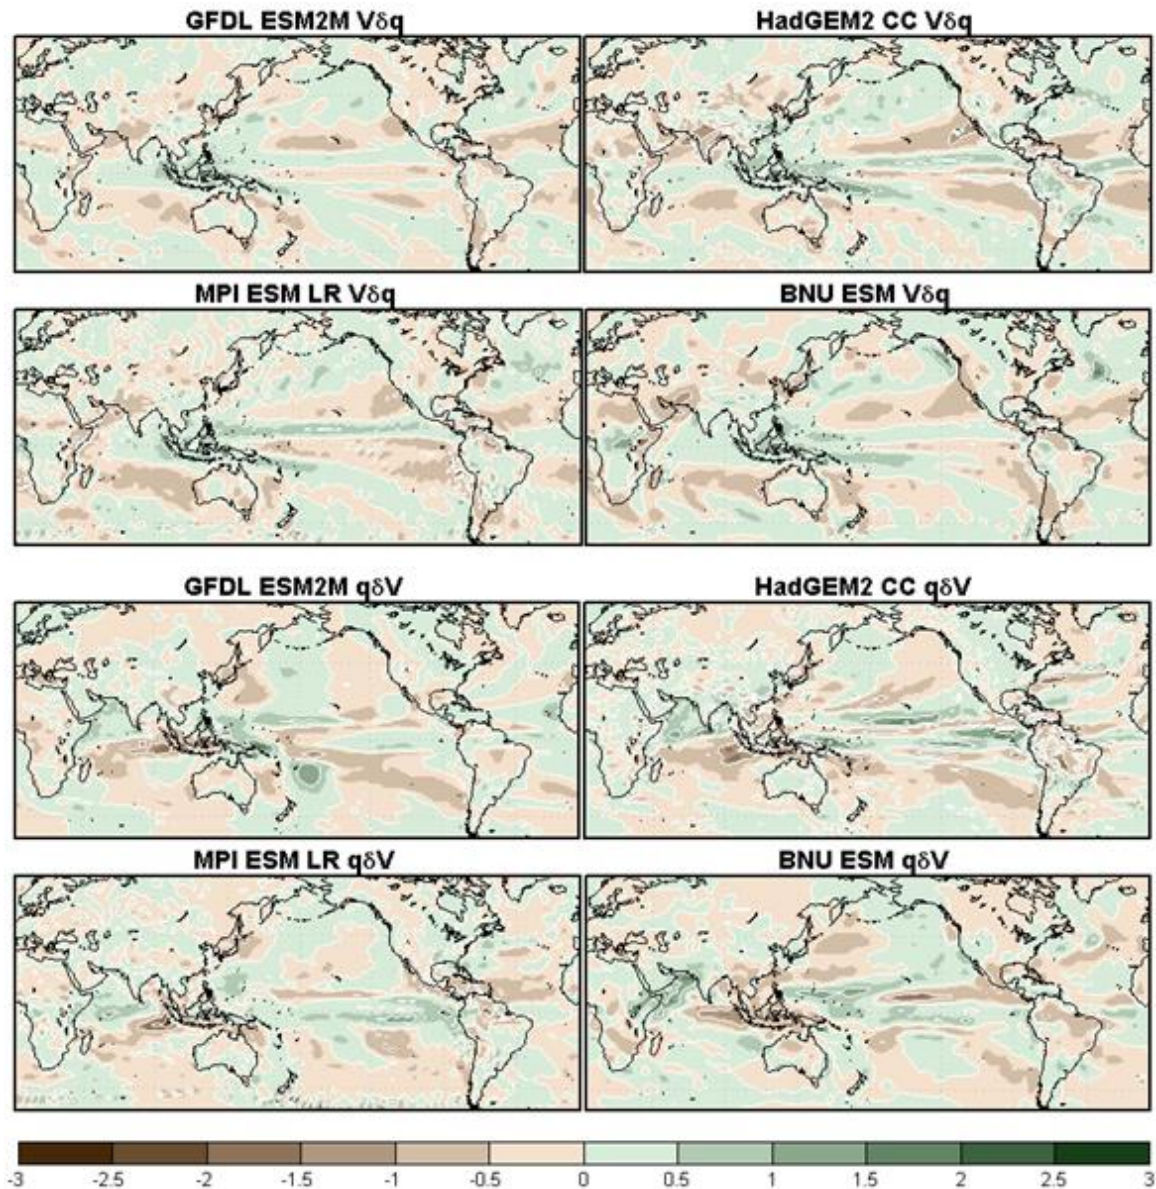 GFDL ESM2M Vδq
HadGEM2 CC Vδq
MPI ESM LR Vδq
BNU ESM Vδq
GFDL ESM2M qδV
HadGEM2 CC qδV
MPI ESM LR qδV
BNU ESM qδV
-3 -2.5 -2 -1.5 -1 -0.5 0 0.5 1 1.5 2 2.5 3